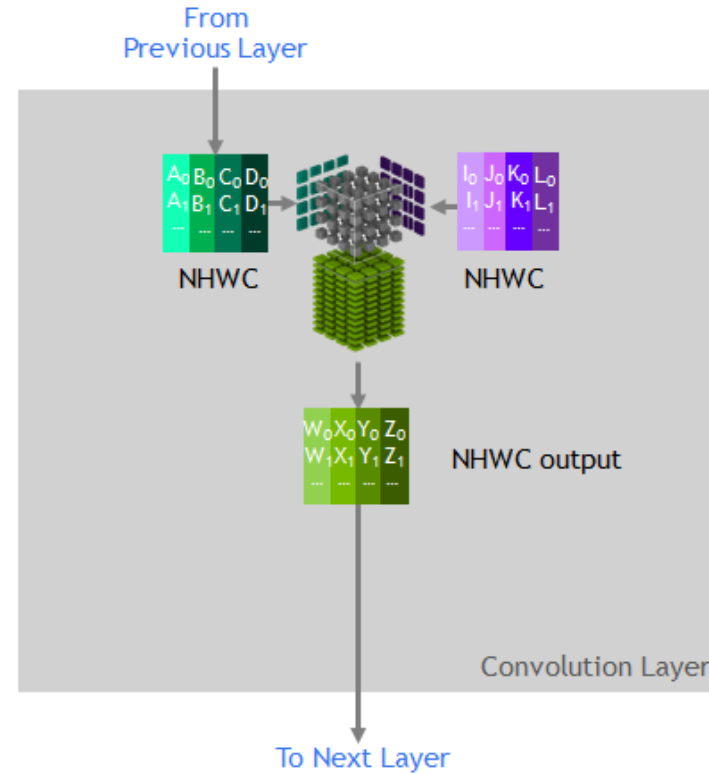 From
Previous Layer
A₀ B₀ C₀ D₀
A₁ B₁ C₁ D₁
... ... ... ...
I₀ J₀ K₀ L₀
I₁ J₁ K₁ L₁
... ... ... ...
NHWC
NHWC
W₀ X₀ Y₀ Z₀
W₁ X₁ Y₁ Z₁
... ... ... ...
NHWC output
Convolution Layer
To Next Layer